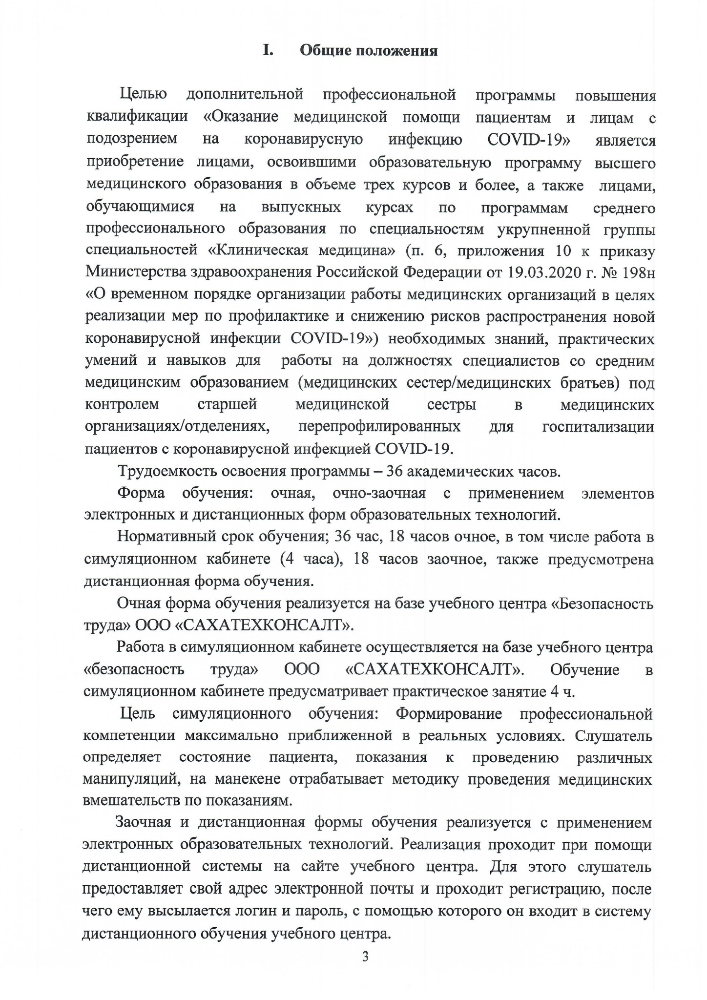 I. Общие положения
Целью дополнительной профессиональной программы повышения
квалификации «Оказание медицинской помощи пациентам и лицам с
подозрением на коронавирусную инфекцию COVID-19» является
приобретение лицами, освоившими образовательную программу высшего
медицинского образования в объеме трех курсов и более, а также лицами,
обучающимися на выпускных курсах по программам среднего
профессионального образования по специальностям укрупненной группы
специальностей «Клиническая медицина» (п. 6, приложения 10 к приказу
Министерства здравоохранения Российской Федерации от 19.03.2020 г. № 198н
«О временном порядке организации работы медицинских организаций в целях
реализации мер по профилактике и снижению рисков распространения новой
коронавирусной инфекции COVID-19») необходимых знаний, практических
умений и навыков для работы на должностях специалистов со средним
медицинским образованием (медицинских сестер/медицинских братьев) под
контролем старшей медицинской сестры в медицинских
организациях/отделениях, перепрофилированных для госпитализации
пациентов с коронавирусной инфекцией COVID-19.
Трудоемкость освоения программы – 36 академических часов.
Форма обучения: очная, очно-заочная с применением элементов
электронных и дистанционных форм образовательных технологий.
Нормативный срок обучения; 36 час, 18 часов очное, в том числе работа в
симуляционном кабинете (4 часа), 18 часов заочное, также предусмотрена
дистанционная форма обучения.
Очная форма обучения реализуется на базе учебного центра «Безопасность
труда» ООО «САХАТЕХКОНСАЛТ».
Работа в симуляционном кабинете осуществляется на базе учебного центра
«безопасность труда» ООО «САХАТЕХКОНСАЛТ». Обучение в
симуляционном кабинете предусматривает практическое занятие 4 ч.
Цель симуляционного обучения: Формирование профессиональной
компетенции максимально приближенной в реальных условиях. Слушатель
определяет состояние пациента, показания к проведению различных
манипуляций, на манекене отрабатывает методику проведения медицинских
вмешательств по показаниям.
Заочная и дистанционная формы обучения реализуется с применением
электронных образовательных технологий. Реализация проходит при помощи
дистанционной системы на сайте учебного центра. Для этого слушатель
предоставляет свой адрес электронной почты и проходит регистрацию, после
чего ему высылается логин и пароль, с помощью которого он входит в систему
дистанционного обучения учебного центра.
3